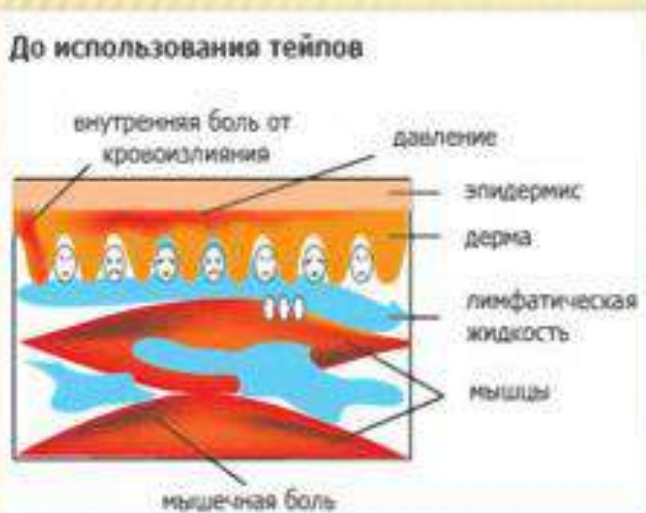 До использования тейпов
внутренняя боль от
кровоизлияния
давление
эпидермис
дерма
лимфатическая
жидкость
мышцы
мышечная боль